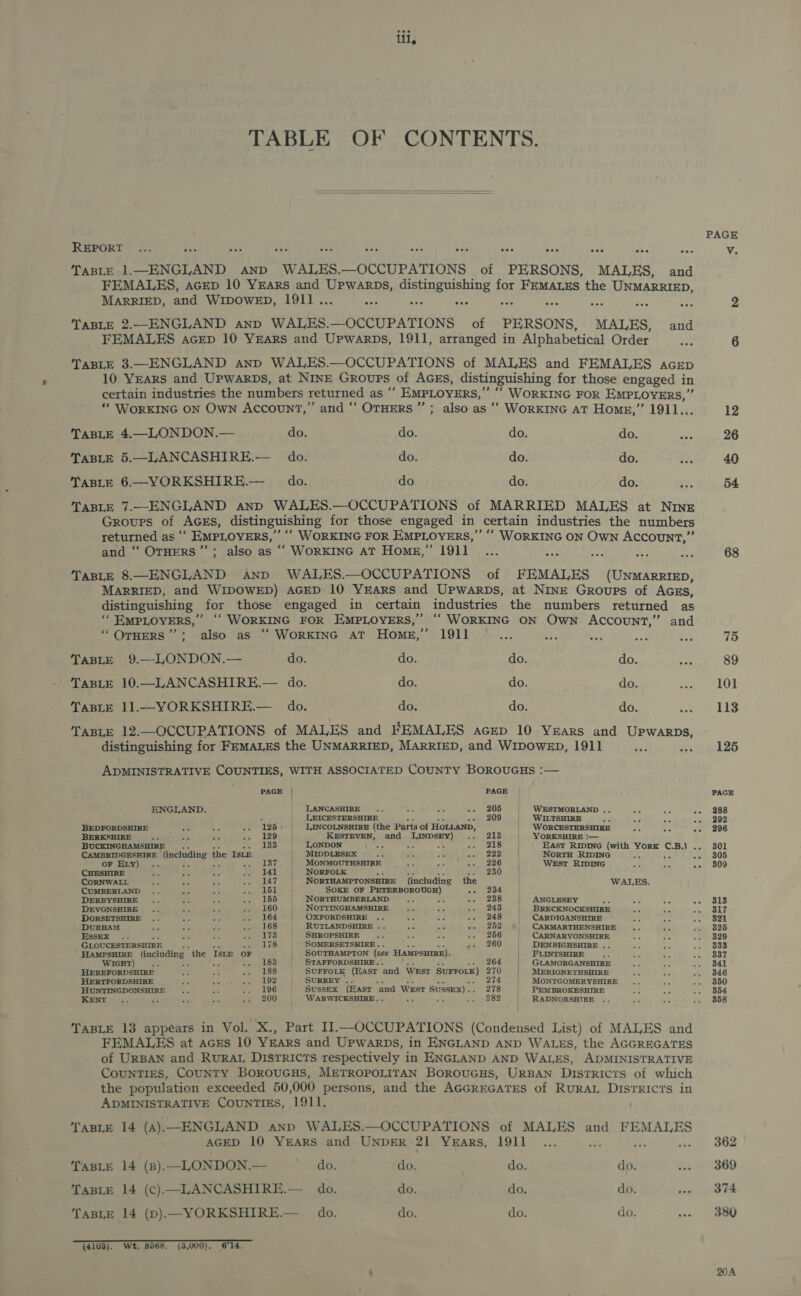 iii,
TABLE OF CONTENTS.
PAGE
REPORT ... ... ... ... ... ... ... ... ... ... ... ... ... v.
TABLE 1.—ENGLAND AND WALES.—OCCUPATIONS of PERSONS, MALES, and
FEMALES, AGED 10 YEARS and UPWARDS, distinguishing for FEMALES the UNMARRIED,
MARRIED, and WIDOWED, 1911 ... ... ... ... ... ... ... ... ... 2
TABLE 2.—ENGLAND AND WALES.—OCCUPATIONS of PERSONS, MALES, and
FEMALES AGED 10 YEARS and UPWARDS, 1911, arranged in Alphabetical Order ... 6
TABLE 3.—ENGLAND AND WALES.—OCCUPATIONS of MALES and FEMALES AGED
10 YEARS and UPWARDS, at NINE GROUPS of AGES, distinguishing for those engaged in
certain industries the numbers returned as “ EMPLOYERS,” “ WORKING FOR EMPLOYERS,”
“ WORKING ON OWN ACCOUNT,” and “ OTHERS ” ; also as “ WORKING AT HOME,” 1911... 12
TABLE 4.—LONDON.— do. do. do. do. ... 26
TABLE 5.—LANCASHIRE.— do. do. do. do. ... 40
TABLE 6.—YORKSHIRE.— do. do do. do. ... 54
TABLE 7.—ENGLAND AND WALES.—OCCUPATIONS of MARRIED MALES at NINE
GROUPS of AGES, distinguishing for those engaged in certain industries the numbers
returned as “ EMPLOYERS,” “ WORKING FOR EMPLOYERS,” “ WORKING ON OWN ACCOUNT,”
and “ OTHERS ” ; also as “ WORKING AT HOME,” 1911 ... ... ... ... ... 68
TABLE 8.—ENGLAND AND WALES.—OCCUPATIONS of FEMALES (UNMARRIED,
MARRIED, and WIDOWED) AGED 10 YEARS and UPWARDS, at NINE GROUPS of AGES,
distinguishing for those engaged in certain industries the numbers returned as
“ EMPLOYERS,” “ WORKING FOR EMPLOYERS,” “ WORKING ON OWN ACCOUNT,” and
“ OTHERS ” ; also as “ WORKING AT HOME,” 1911 ... ... ... ... ... 75
TABLE 9.—LONDON.— do. do. do. do. ... 89
TABLE 10.—LANCASHIRE.— do. do. do. do. ... 101
TABLE 11.—YORKSHIRE.— do. do. do. do. ... 113
TABLE 12.—OCCUPATIONS of MALES and FEMALES AGED 10 YEARS and UPWARDS,
distinguishing for FEMALES the UNMARRIED, MARRIED, and WIDOWED, 1911 ... ... 125
ADMINISTRATIVE COUNTIES, WITH ASSOCIATED COUNTY BOROUGHS :—
PAGE
ENGLAND.
BEDFORDSHIRE .. .. .. 125
BERKSHIRE .. .. .. .. 129
BUCKINGHAMSHIRE .. .. .. 133
CAMBRIDGESHIRE (including the ISLE
OF ELY) .. .. .. .. 137
CHESHIRE .. .. .. .. 141
CORNWALL .. .. .. .. 147
CUMBERLAND .. .. .. .. 151
DERBYSHIRE .. .. .. .. 155
DEVONSHIRE .. .. .. .. 160
DORSETSHIRE .. .. .. .. 164
DURHAM .. .. .. .. 168
ESSEX .. .. .. .. 173
GLOUCESTERSHIRE .. .. .. 178
HAMPSHIRE (including the ISLE OF
WIGHT) .. .. .. .. 183
HEREFORDSHIRE .. .. .. 188
HERTFORDSHIRE .. .. .. 192
HUNTINGDONSHIRE .. .. .. 196
KENT .. .. .. .. 200
PAGE
LANCASHIRE .. .. .. .. 205
LEICESTERSHIRE .. .. .. 209
LINCOLNSHIRE (the Parts of HOLLAND,
KESTEVEN, and LINDSEY) .. 213
LONDON .. .. .. .. 218
MIDDLESEX .. .. .. .. 222
MONMOUTHSHIRE .. .. .. 226
NORFOLK .. .. .. .. 230
NORTHAMPTONSHIRE (including the
SOKE OF PETERBOROUGH) .. 234
NORTHUMBERLAND .. .. .. 238
NOTTINGHAMSHIRE .. .. .. 243
OXFORDSHIRE .. .. .. .. 248
RUTLANDSHIRE .. .. .. .. 252
SHROPSHIRE .. .. .. .. 256
SOMERSETSHIRE .. .. .. .. 260
SOUTHAMPTON (see HAMPSHIRE).
STAFFORDSHIRE .. .. .. .. 264
SUFFOLK (EAST and WEST SUFFOLK) 270
SURREY .. .. .. .. 274
SUSSEX (EAST and WEST SUSSEX) .. 278
WARWICKSHIRE .. .. .. .. 282
PAGE
WESTMORLAND .. .. .. .. 288
WILTSHIRE .. .. .. .. 292
WORCESTERSHIRE .. .. .. 296
YORKSHIRE :—
EAST RIDING (with YORK C.B.) .. 301
NORTH RIDING .. .. .. 305
WEST RIDING .. .. .. 309
WALES.
ANGLESEY .. .. .. .. 313
BRECKNOCKSHIRE .. .. .. 317
CARDIGANSHIRE .. .. .. 321
CARMARTHENSHIRE .. .. .. 325
CARNARVONSHIRE .. .. .. 329
DENBIGHSHIRE .. .. .. .. 333
FLINTSHIRE .. .. .. .. 337
GLAMORGANSHIRE .. .. .. 341
MERIONETHSHIRE .. .. .. 346
MONTGOMERYSHIRE .. .. .. 350
PEMBROKESHIRE .. .. .. 354
RADNORSHIRE .. .. .. .. 358
TABLE 13 appears in Vol. X., Part II.—OCCUPATIONS (Condensed List) of MALES and
FEMALES at AGES 10 YEARS and UPWARDS, in ENGLAND AND WALES, the AGGREGATES
of URBAN and RURAL DISTRICTS respectively in ENGLAND AND WALES, ADMINISTRATIVE
COUNTIES, COUNTY BOROUGHS, METROPOLITAN BOROUGHS, URBAN DISTRICTS of which
the population exceeded 50,000 persons, and the AGGREGATES of RURAL DISTRICTS in
ADMINISTRATIVE COUNTIES, 1911.
TABLE 14 (A).—ENGLAND AND WALES.—OCCUPATIONS of MALES and FEMALES
AGED 10 YEARS and UNDER 21 YEARS, 1911 ... ... ... ... 362
TABLE 14 (B).—LONDON.— do. do. do. do. ... 369
TABLE 14 (C).—LANCASHIRE.— do. do. do. do. ... 374
TABLE 14 (D).—YORKSHIRE.— do. do. do. do. ... 380
(4103). Wt. 8568. (3,000). 6'14.
20A